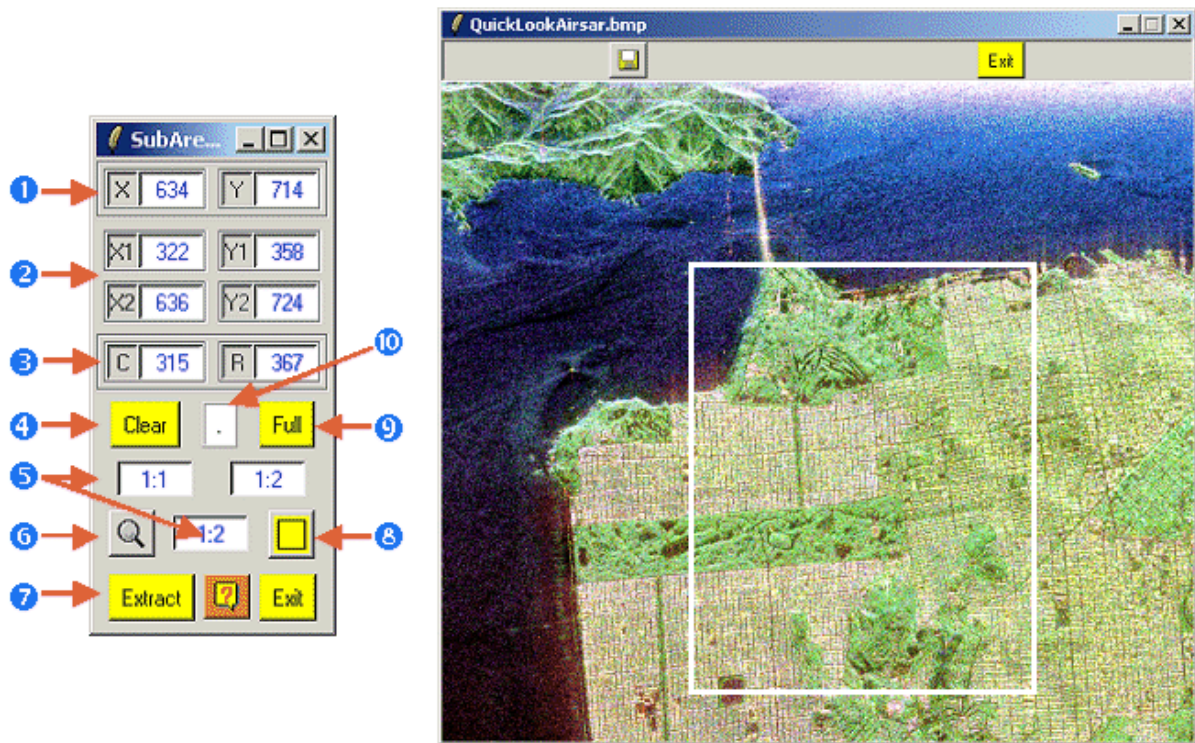 QuickLookAirsar.bmp
Exit
SubAre...
1 X 634 Y 714
2 X1 322 Y1 358
X2 636 Y2 724
3 C 315 R 367
10
4 Clear . Full 9
5 1:1 1:2
6 1:2 8
7 Extract ? Exit